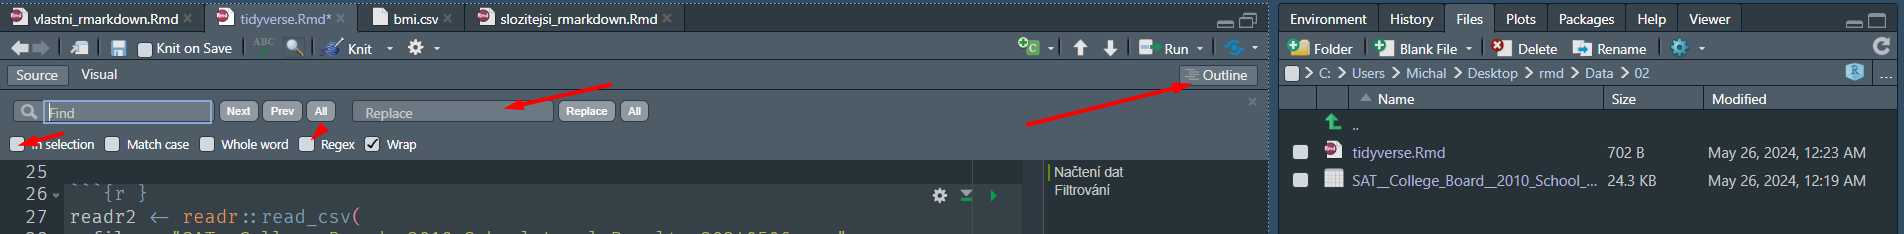 vlastni_rmarkdown.Rmd × tidyverse.Rmd* × bmi.csv × slozitejsi_rmarkdown.Rmd ×
Knit on Save ABC Knit Run
Source Visual Outline
Find Next Prev All Replace Replace All
In selection Match case Whole word Regex Wrap
25
26 ```{r }
27 readr2 <- readr::read_csv(
Načtení dat
Filtrování
Environment History Files Plots Packages Help Viewer
Folder Blank File Delete Rename
C: > Users > Michal > Desktop > rmd > Data > 02 ...
Name Size Modified
..
tidyverse.Rmd 702 B May 26, 2024, 12:23 AM
SAT__College_Board__2010_School_... 24.3 KB May 26, 2024, 12:19 AM